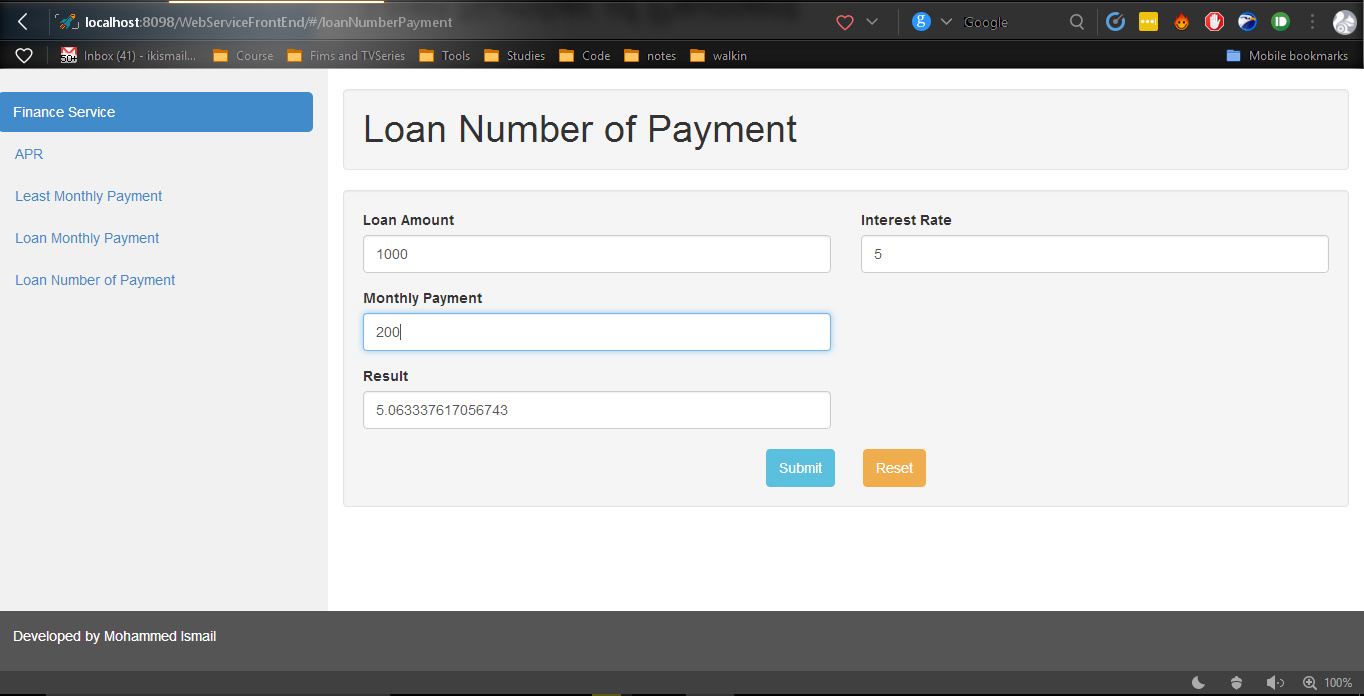 localhost:8098/WebServiceFrontEnd/#/loanNumberPayment
g Google
50+ Inbox (41) - ikismail... Course Fims and TVSeries Tools Studies Code notes walkin Mobile bookmarks
Finance Service
APR
Least Monthly Payment
Loan Monthly Payment
Loan Number of Payment
Loan Number of Payment
Loan Amount Interest Rate
1000 5
Monthly Payment
200
Result
5.063337617056743
Submit Reset
Developed by Mohammed Ismail
100%